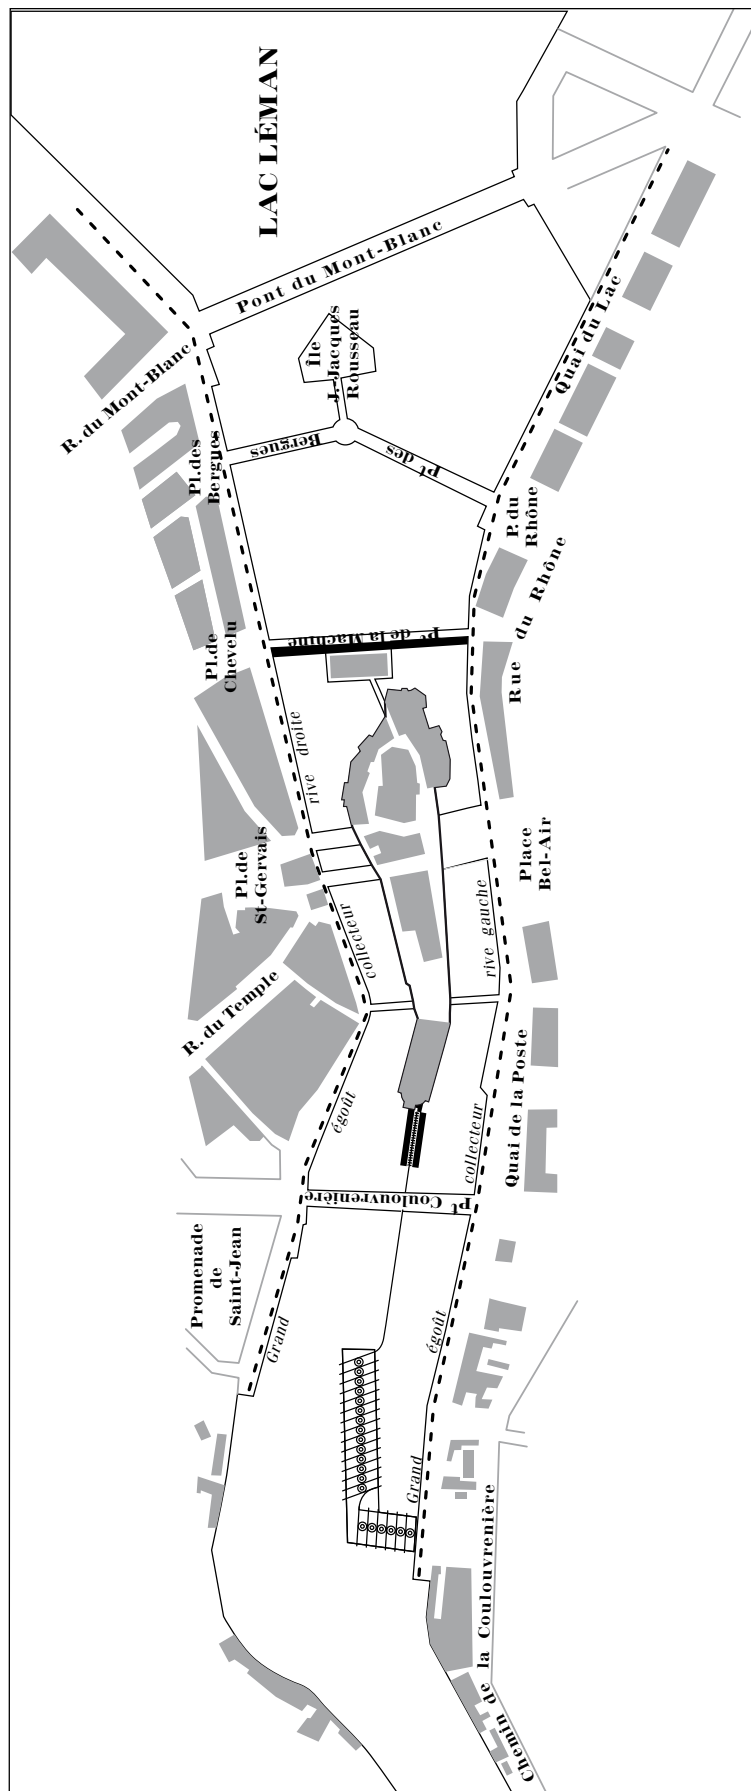 LAC LÉMAN
Pont du Mont-Blanc
Île
J.-Jacques
Rousseau
Quai du Lac
R. du Mont-Blanc
Pl. des
Bergues
Pt des
Bergues
P. du
Rhône
Rue du Rhône
Pt de la Machine
Pl. de
Chevelu
rive droite
Pl. de
St-Gervais
Place
Bel-Air
collecteur
rive gauche
R. du Temple
Quai de la Poste
égoût
collecteur
Pt Coulouvrenière
Promenade
de
Saint-Jean
Grand
égoût
Grand
Chemin de la Coulouvrenière